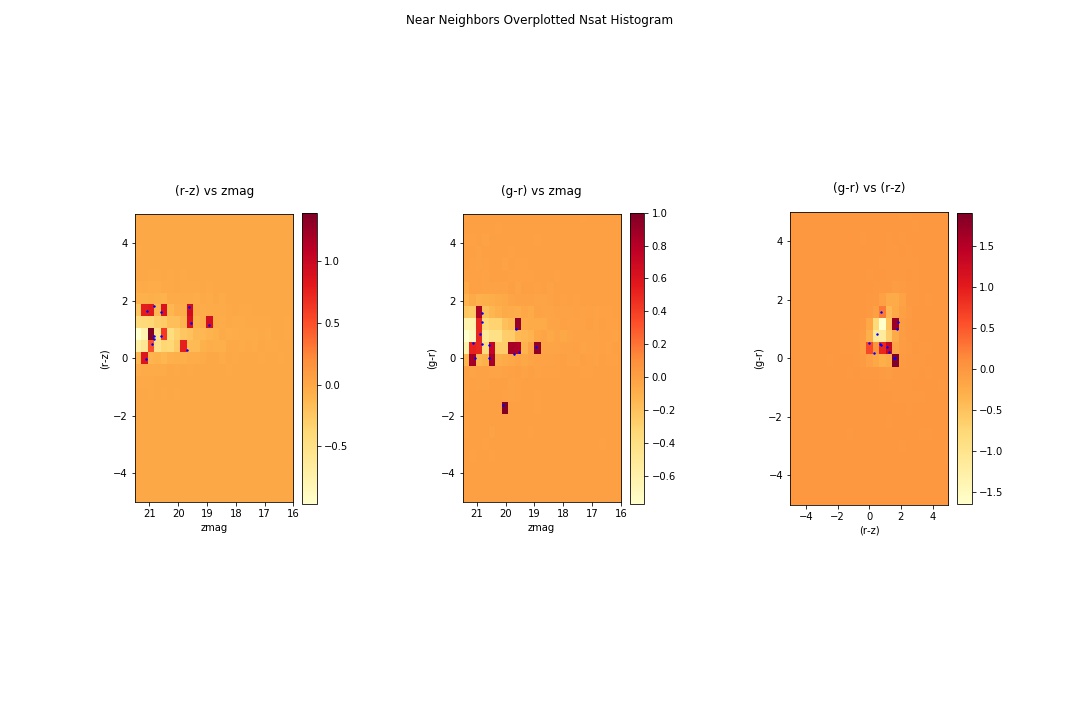 Near Neighbors Overplotted Nsat Histogram
(r-z) vs zmag
(r-z)
4
2
0
−2
−4
21 20 19 18 17 16
zmag
1.0
0.5
0.0
−0.5
(g-r) vs zmag
(g-r)
4
2
0
−2
−4
21 20 19 18 17 16
zmag
1.0
0.8
0.6
0.4
0.2
0.0
−0.2
−0.4
−0.6
(g-r) vs (r-z)
(g-r)
4
2
0
−2
−4
−4 −2 0 2 4
(r-z)
1.5
1.0
0.5
0.0
−0.5
−1.0
−1.5